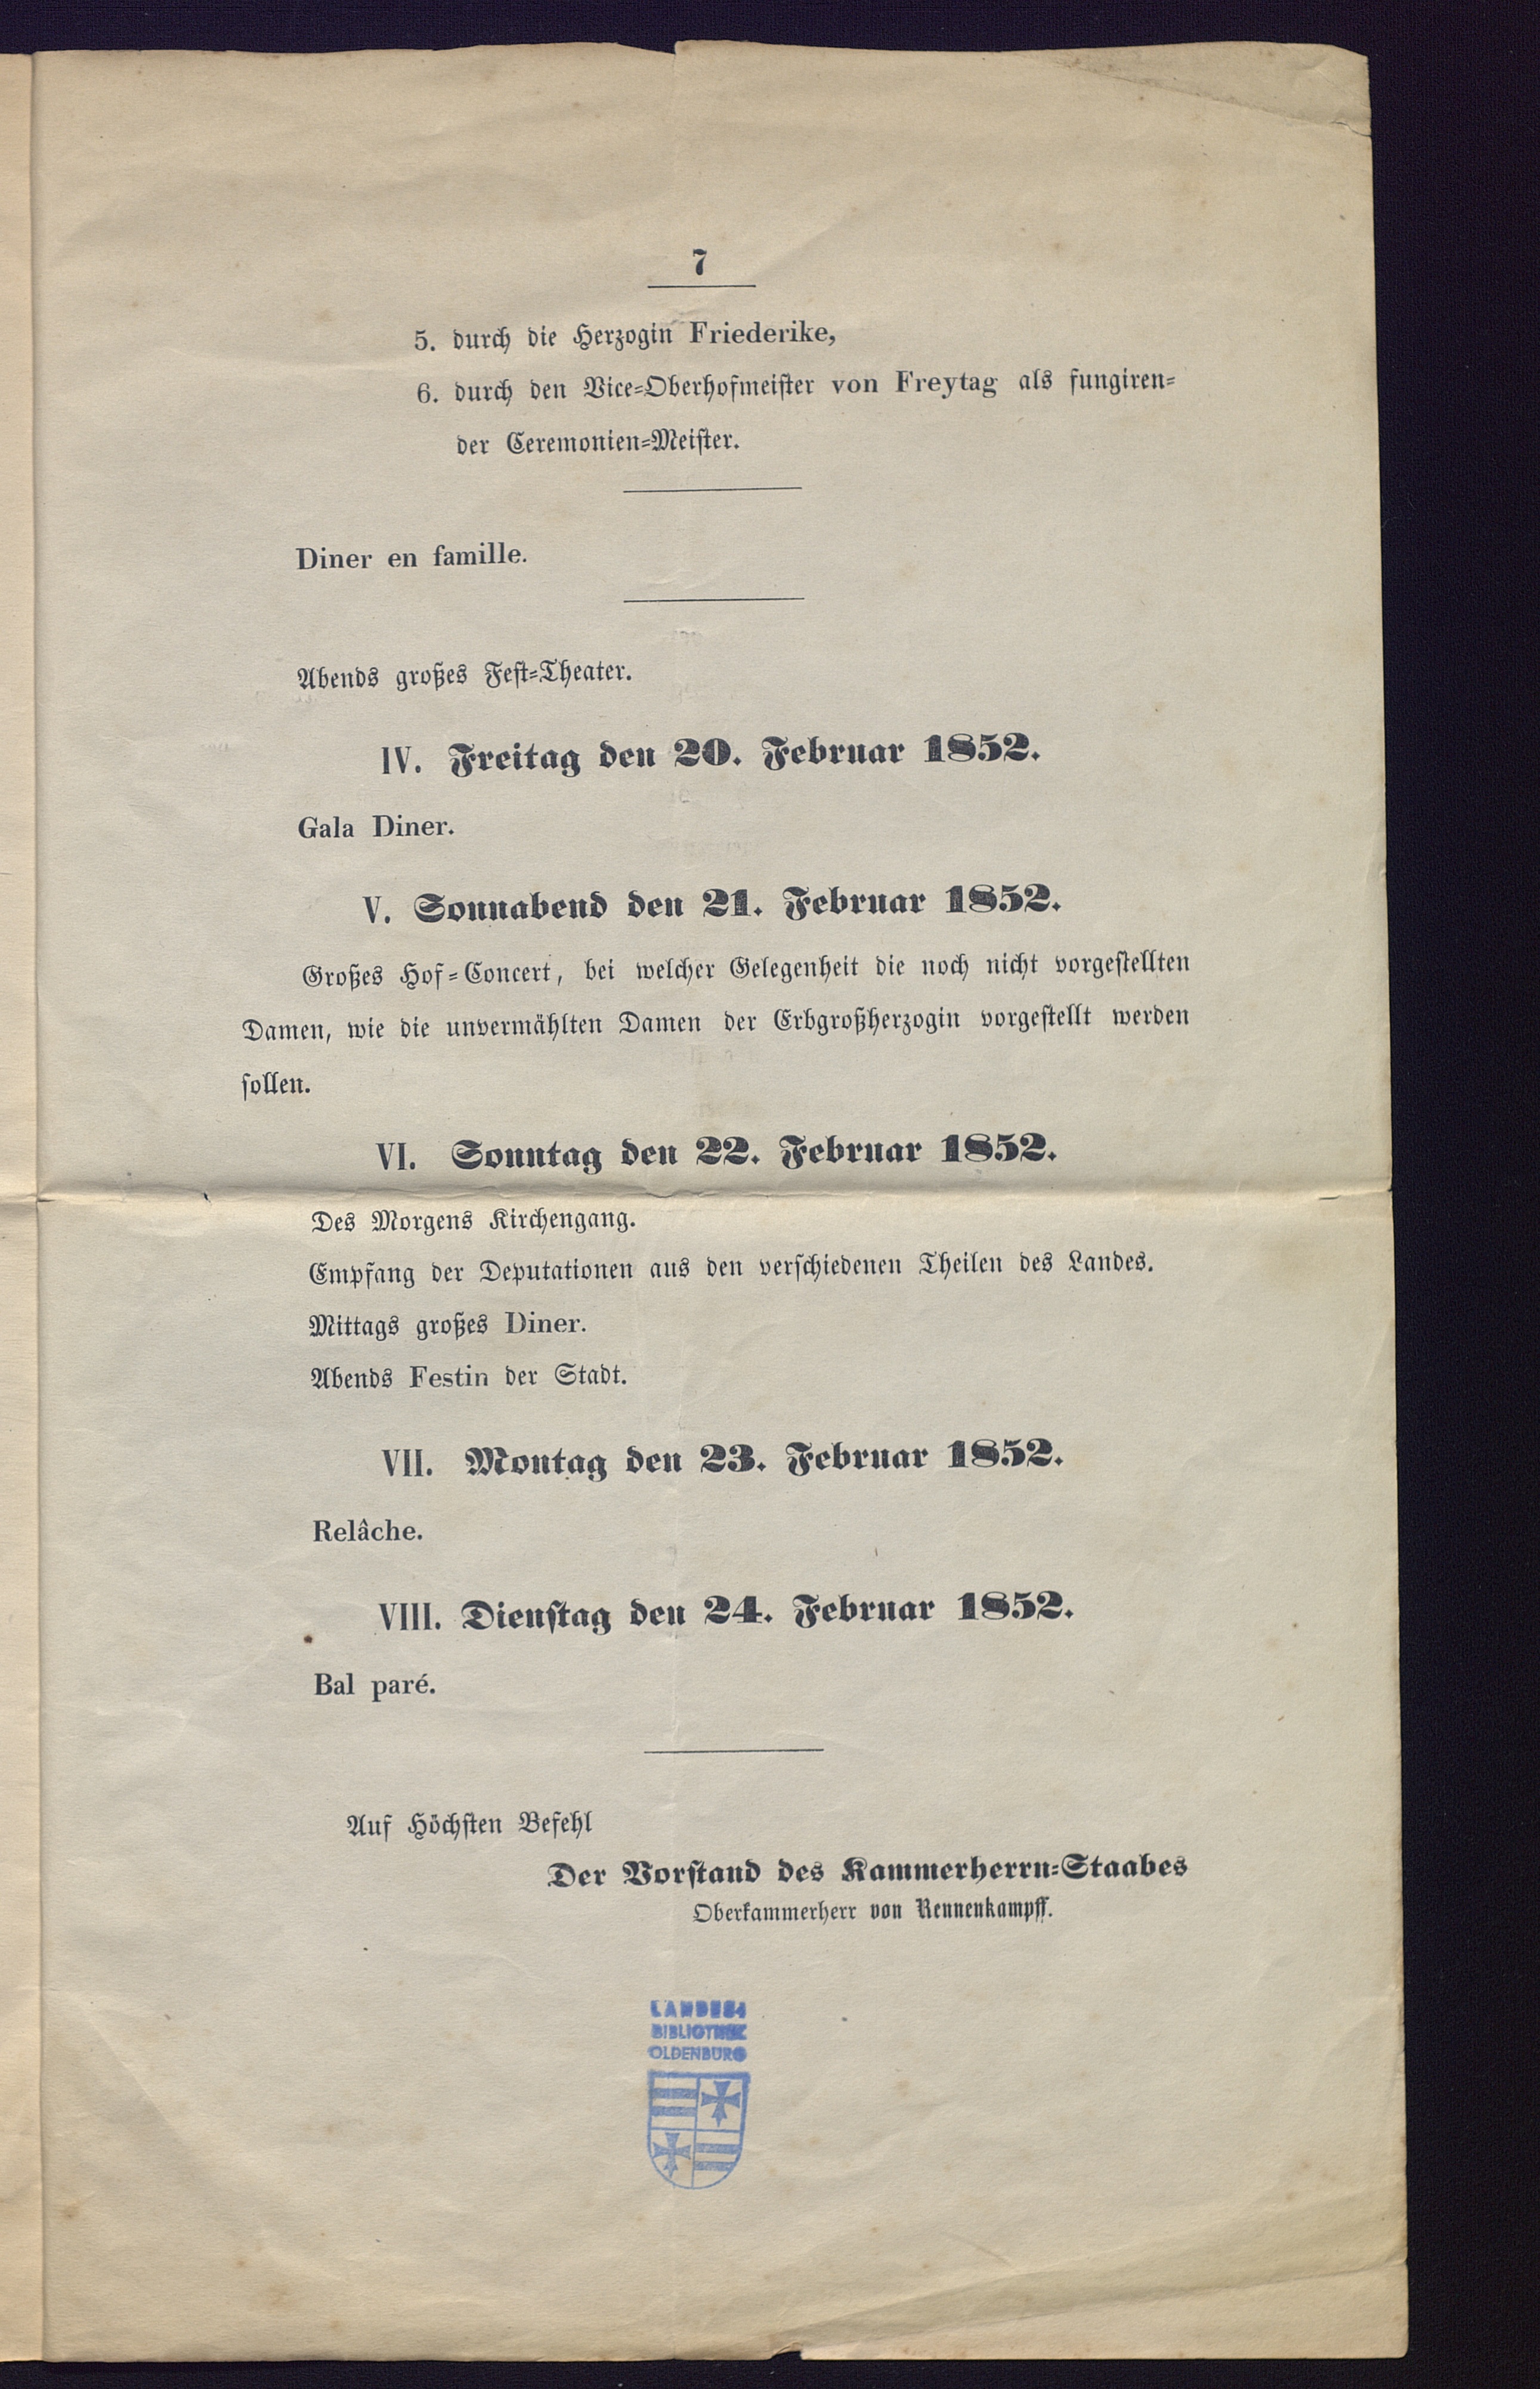 7
5. durch die Herzogin Friederike,
6. durch den Vice=Oberhofmeister von Freytag als fungiren=
der Ceremonien=Meister.
Diner en famille.
Abends großes Fest=Theater.
IV. Freitag den 20. Februar 1852.
Gala Diner.
V. Sonnabend den 21. Februar 1852.
Großes Hof=Concert, bei welcher Gelegenheit die noch nicht vorgestellten
Damen, wie die unvermählten Damen der Erbgroßherzogin vorgestellt werden
sollen.
VI. Sonntag den 22. Februar 1852.
Des Morgens Kirchengang.
Empfang der Deputationen aus den verschiedenen Theilen des Landes.
Mittags großes Diner.
Abends Festin der Stadt.
VII. Montag den 23. Februar 1852.
Relâche.
VIII. Dienstag den 24. Februar 1852.
Bal paré.
Auf Höchsten Befehl
Der Vorstand des Kammerherrn=Staabes
Oberkammerherr von Rennenkampff.
LANDES-
BIBLIOTHEK
OLDENBURG